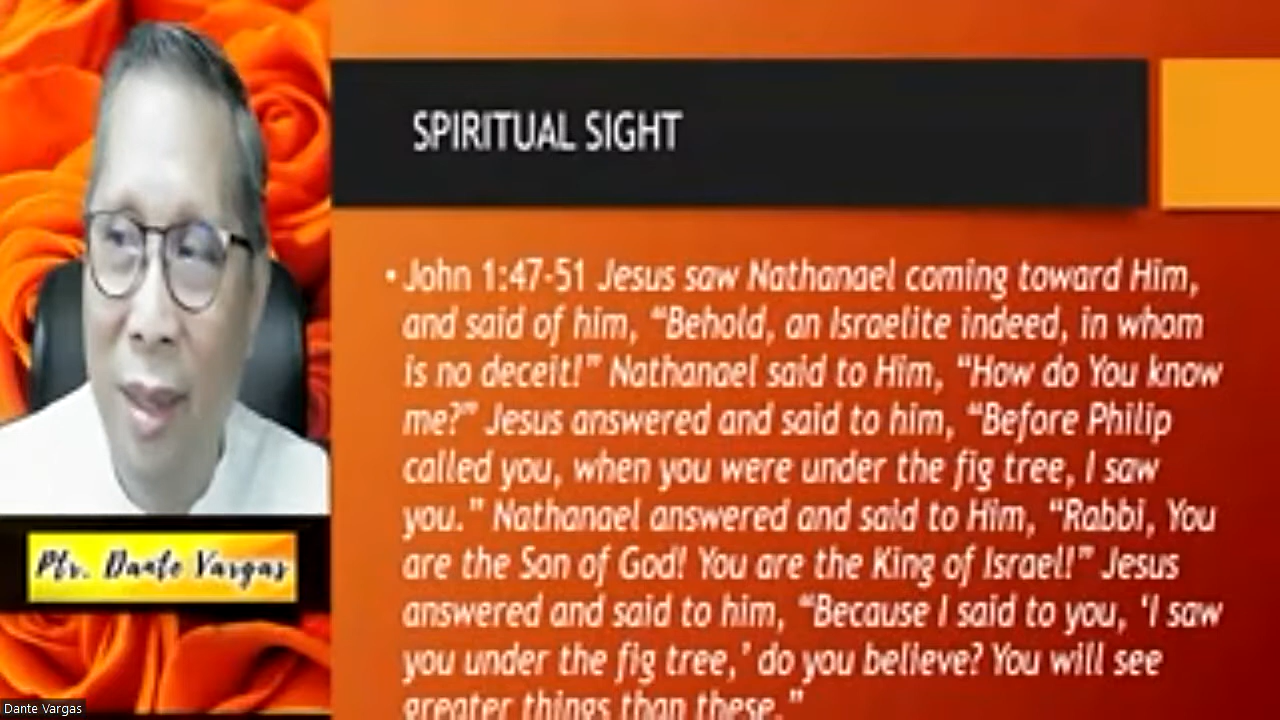 SPIRITUAL SIGHT
• John 1:47-51 Jesus saw Nathanael coming toward Him,
and said of him, “Behold, an Israelite indeed, in whom
is no deceit!” Nathanael said to Him, “How do You know
me?” Jesus answered and said to him, “Before Philip
called you, when you were under the fig tree, I saw
you.” Nathanael answered and said to Him, “Rabbi, You
are the Son of God! You are the King of Israel!” Jesus
answered and said to him, “Because I said to you, ‘I saw
you under the fig tree,’ do you believe? You will see
greater things than these.”
Ptr. Dante Vargas
Dante Vargas